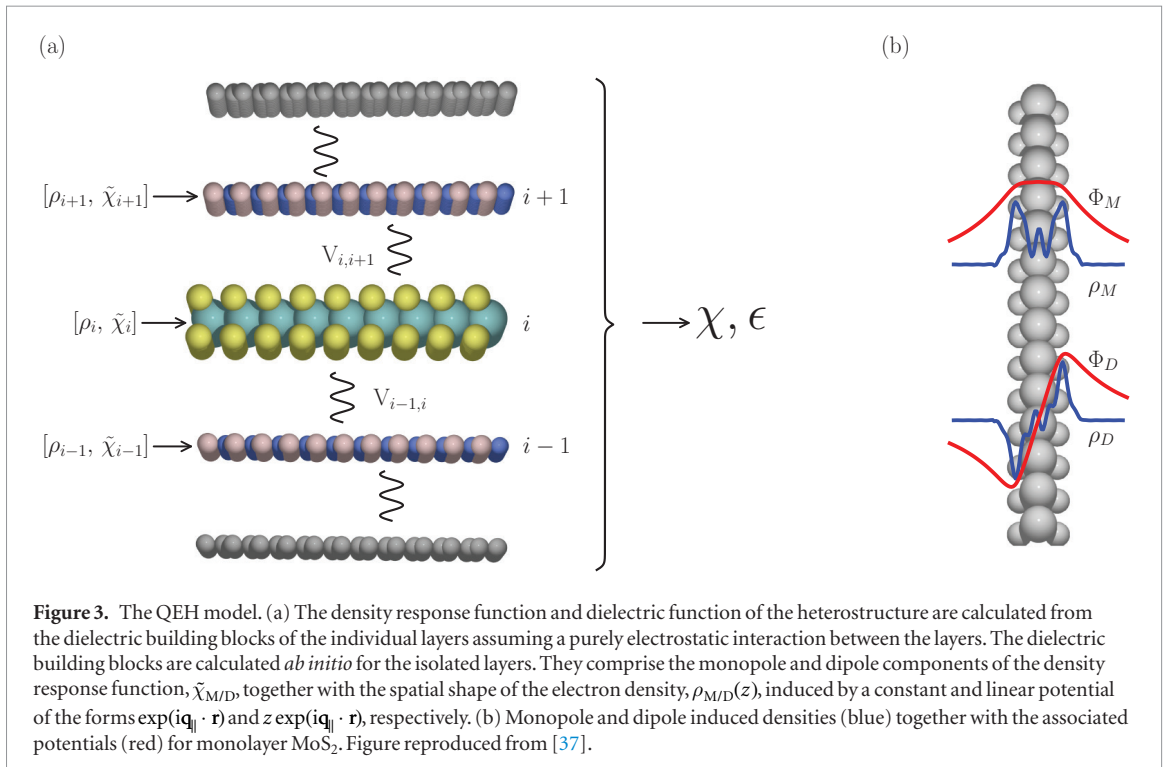 (a)
(b)
[ρ_{i+1}, χ̃_{i+1}]
i + 1
V_{i,i+1}
[ρ_i, χ̃_i]
i
V_{i−1,i}
[ρ_{i−1}, χ̃_{i−1}]
i − 1
χ, ϵ
Φ_M
ρ_M
Φ_D
ρ_D
Figure 3. The QEH model. (a) The density response function and dielectric function of the heterostructure are calculated from
the dielectric building blocks of the individual layers assuming a purely electrostatic interaction between the layers. The dielectric
building blocks are calculated ab initio for the isolated layers. They comprise the monopole and dipole components of the density
response function, χ̃_{M/D}, together with the spatial shape of the electron density, ρ_{M/D}(z), induced by a constant and linear potential
of the forms exp(iq_∥ · r) and z exp(iq_∥ · r), respectively. (b) Monopole and dipole induced densities (blue) together with the associated
potentials (red) for monolayer MoS₂. Figure reproduced from [37].